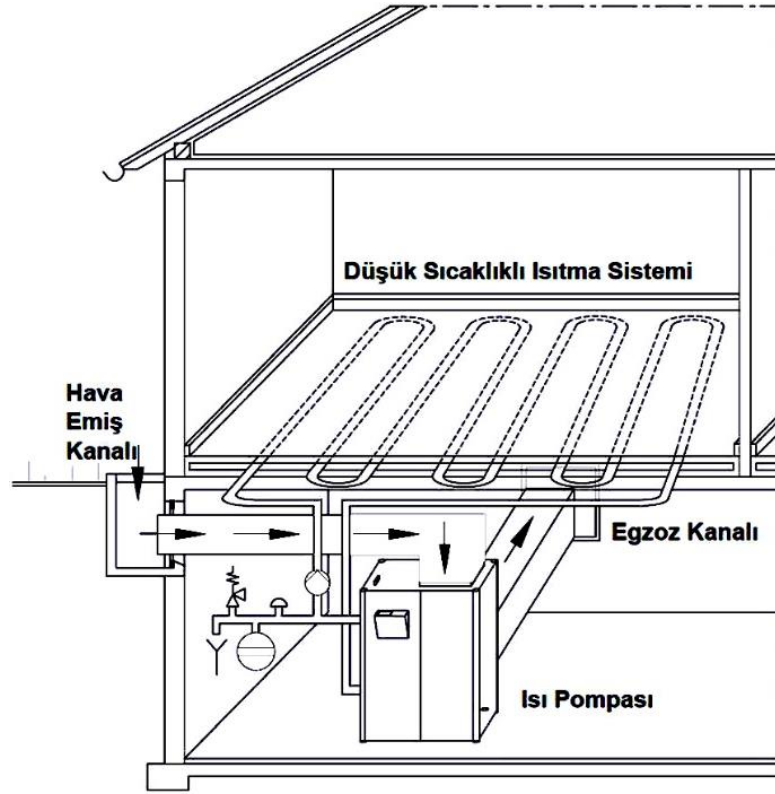 Düşük Sıcaklıklı Isıtma Sistemi
Hava
Emiş
Kanalı
Egzoz Kanalı
Isı Pompası